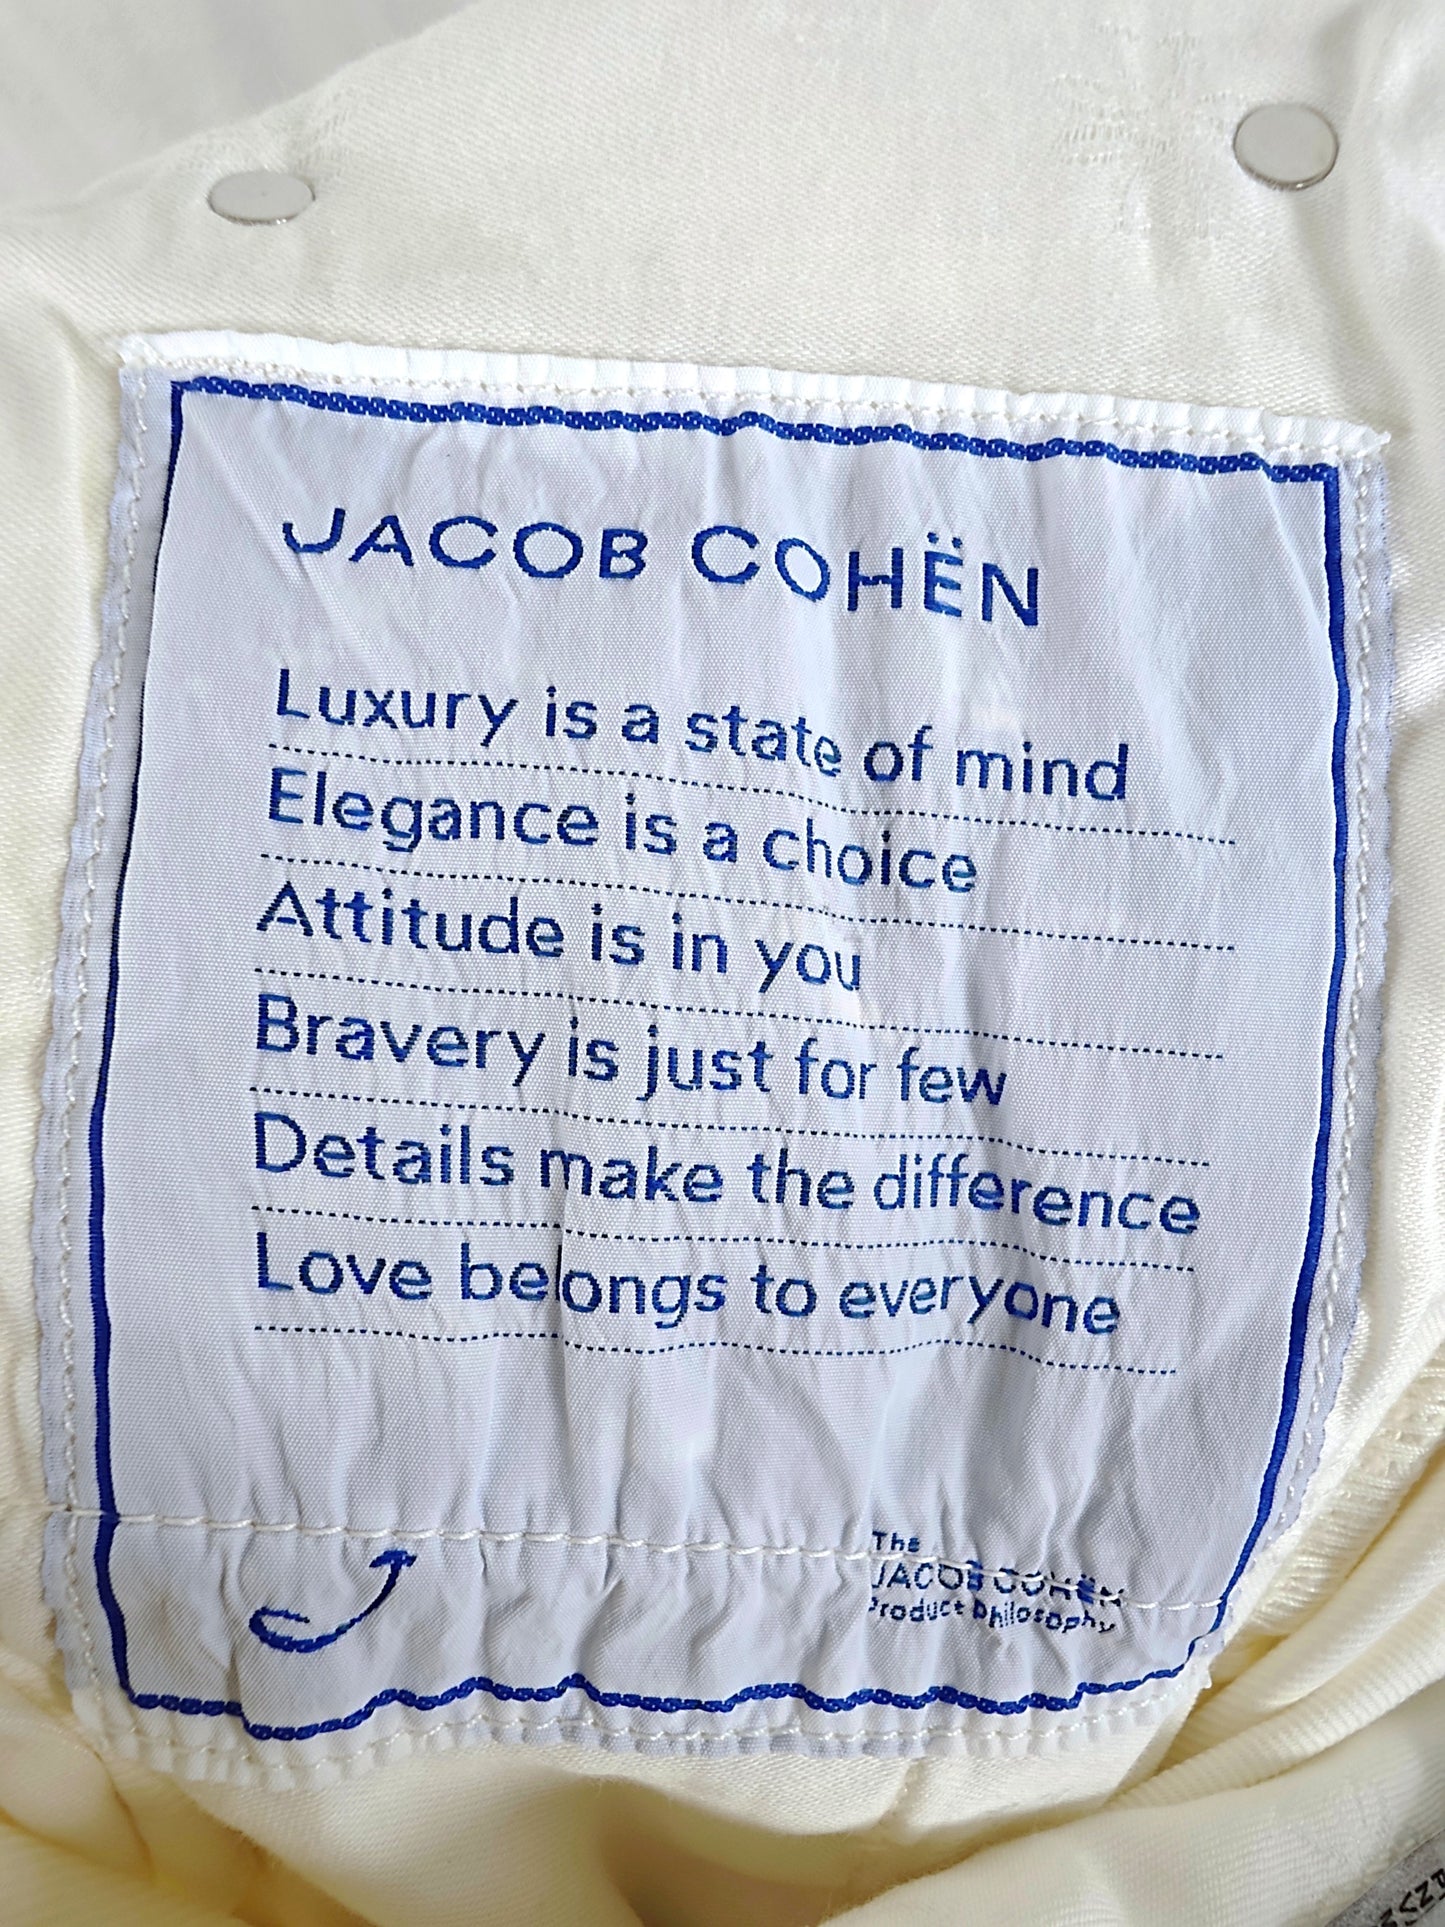 JACOB COHËN
Luxury is a state of mind
Elegance is a choice
Attitude is in you
Bravery is just for few
Details make the difference
Love belongs to everyone
The
JACOB COHËN
Product philosophy